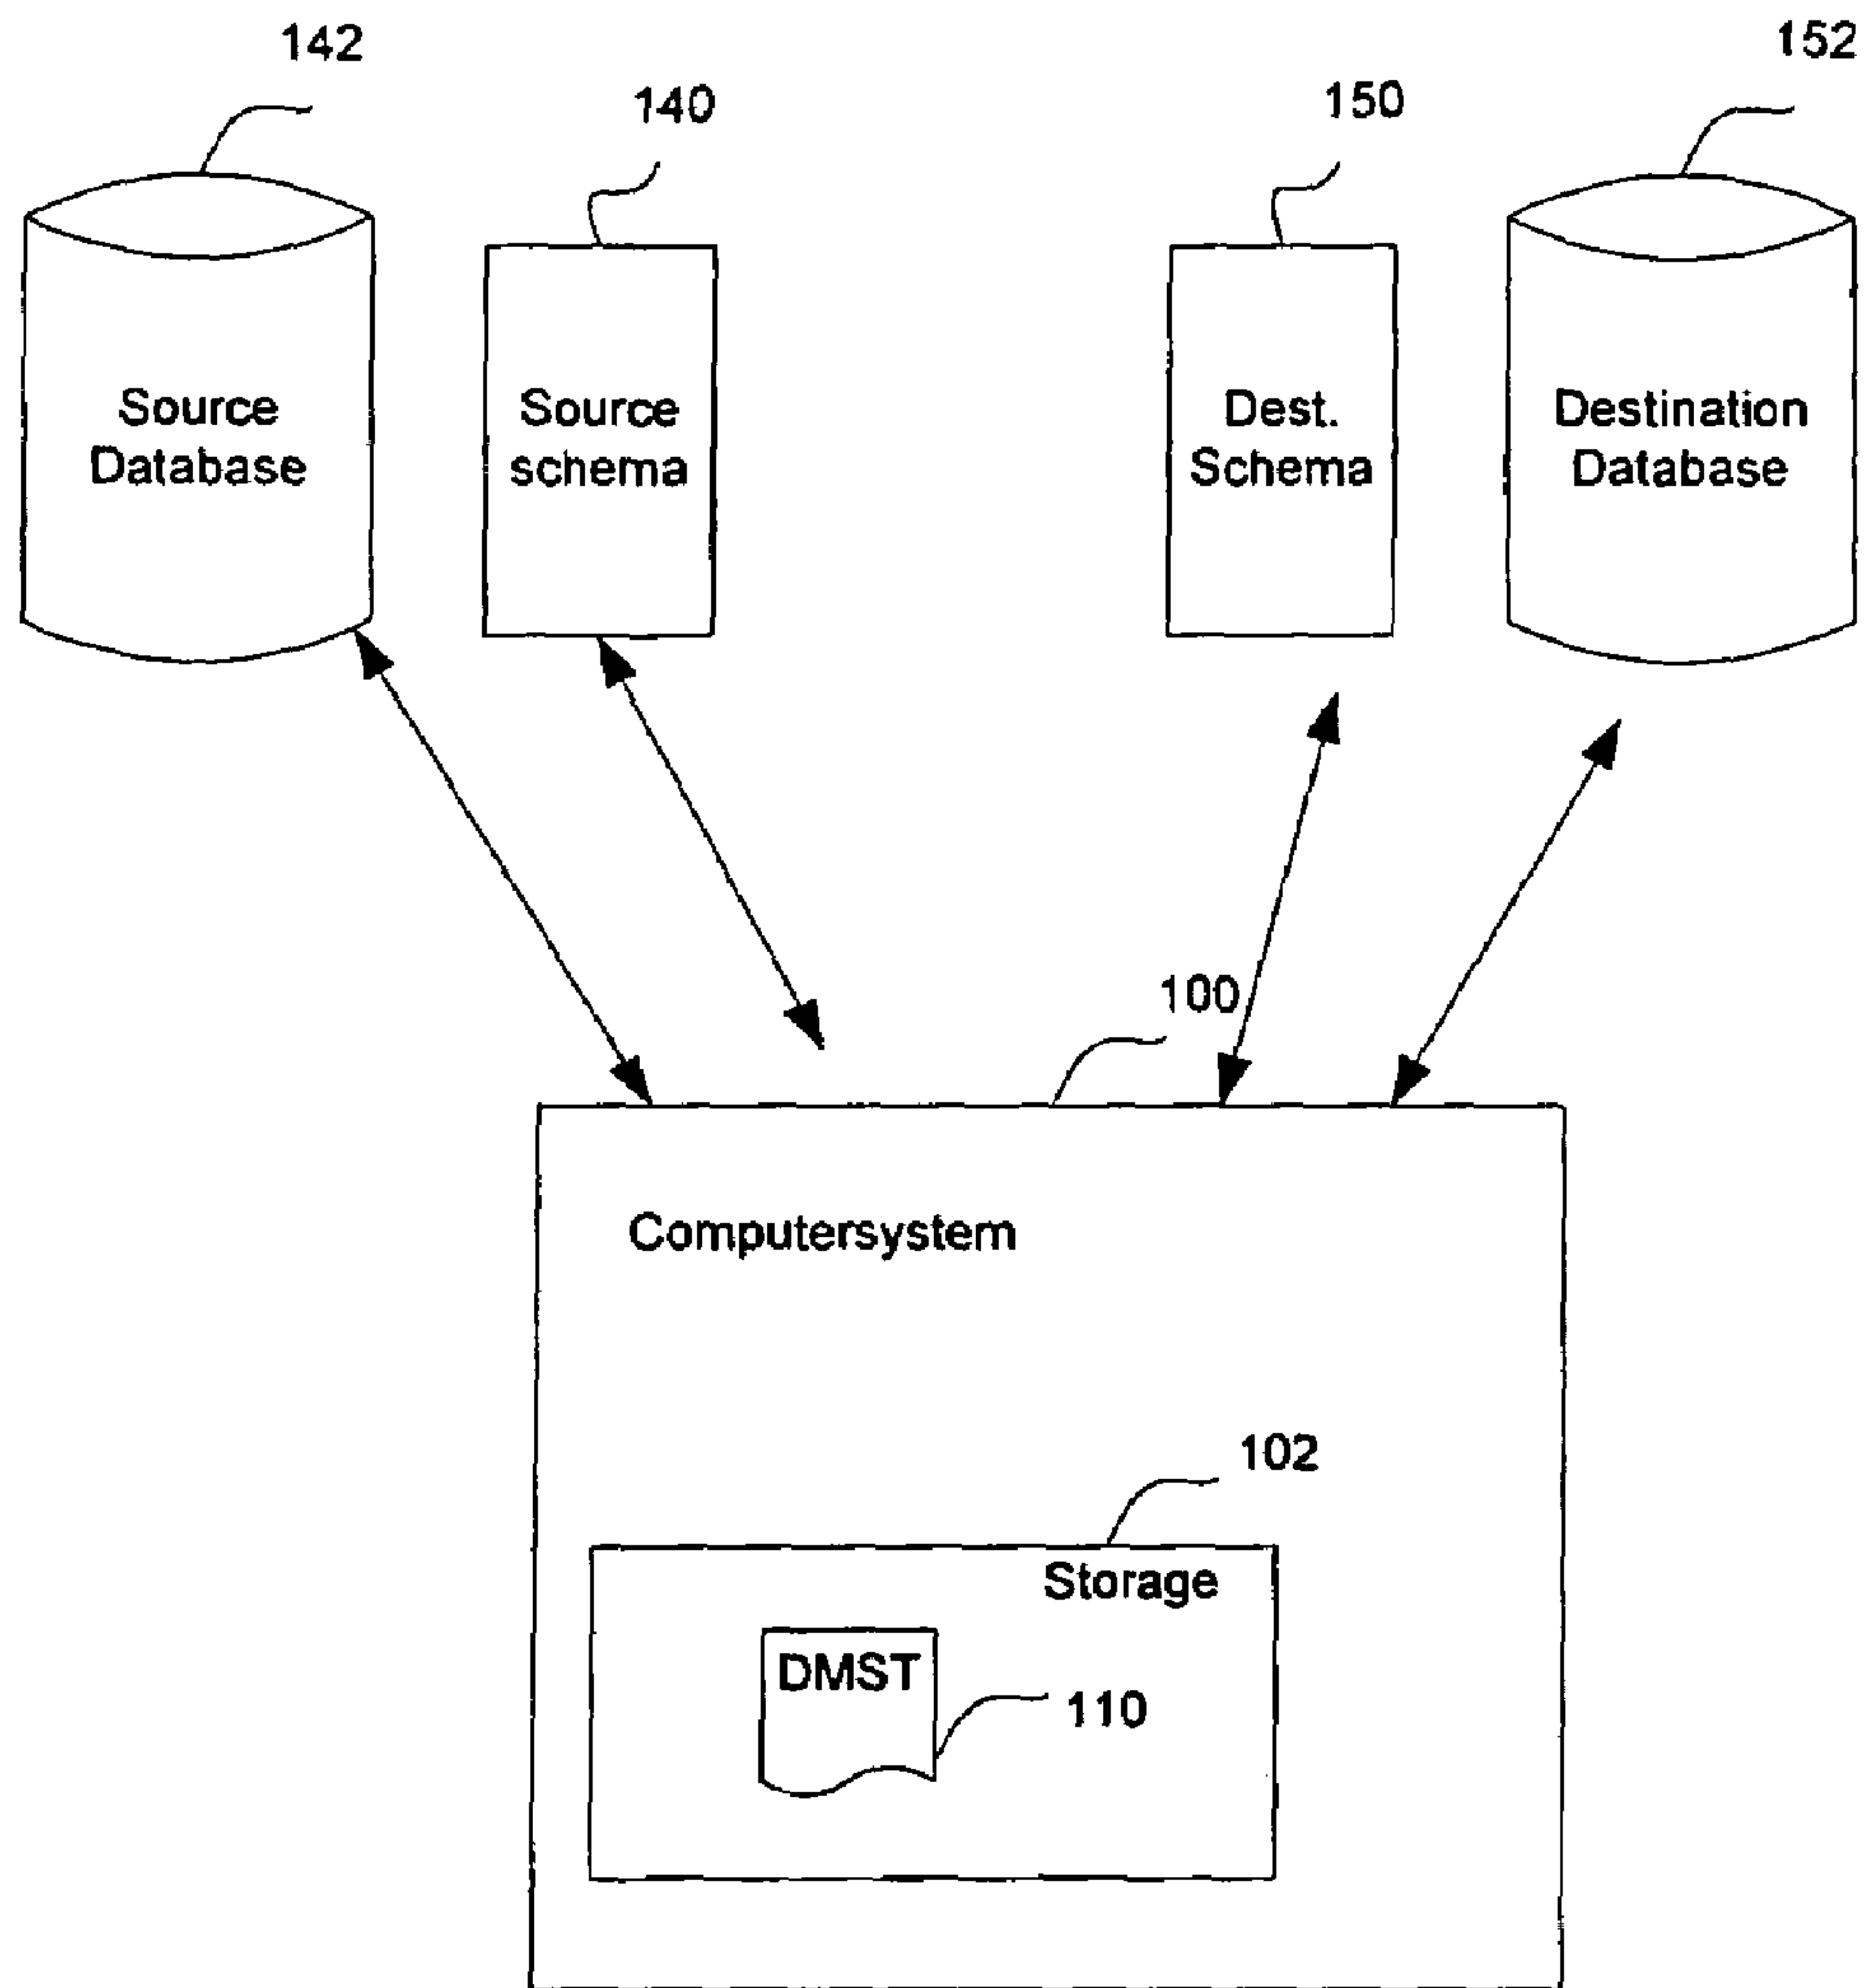 142
152
140
150
Source
Database
Source
schema
Dest.
Schema
Destination
Database
100
Computersystem
102
Storage
DMST
110